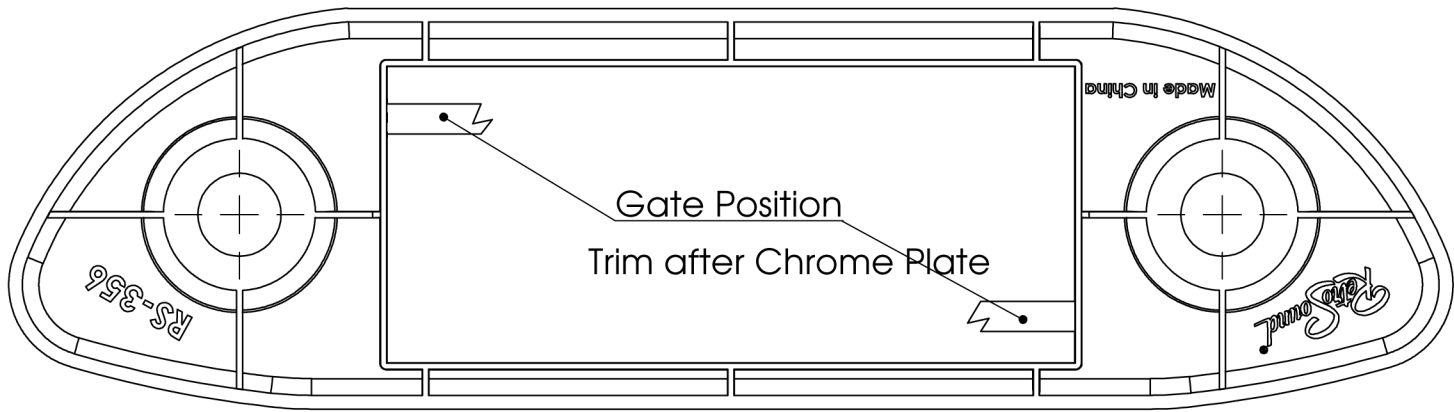 Made in China
Gate Position
Trim after Chrome Plate
RS-356
RetroSound